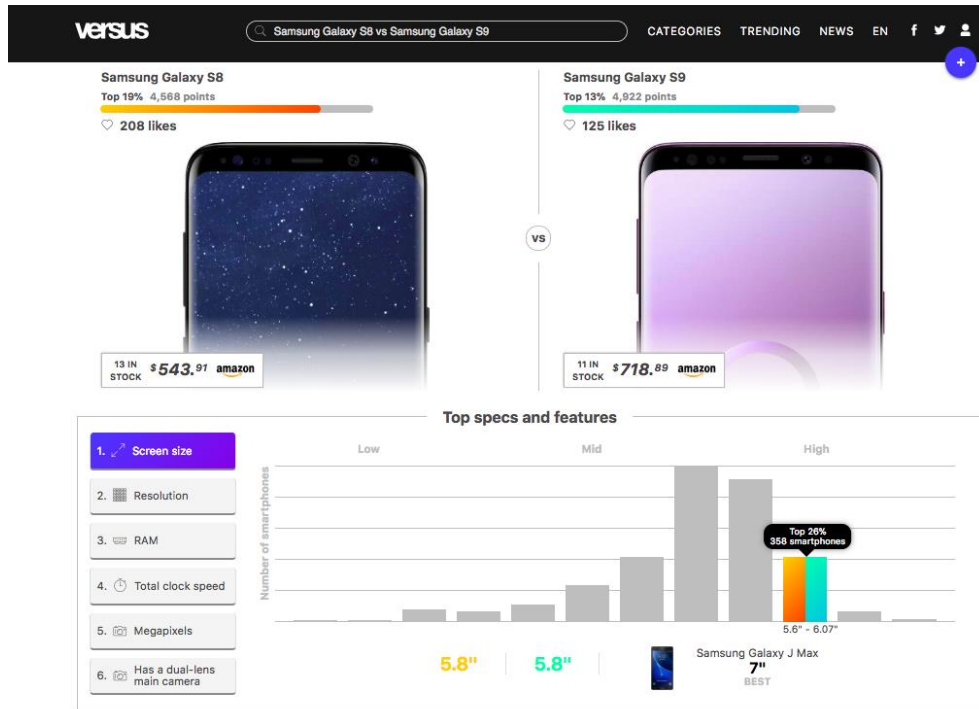 versus
Samsung Galaxy S8 vs Samsung Galaxy S9
CATEGORIES TRENDING NEWS EN
+
Samsung Galaxy S8
Top 19% 4,568 points
208 likes
Samsung Galaxy S9
Top 13% 4,922 points
125 likes
vs
13 IN STOCK $543.91 amazon
11 IN STOCK $718.89 amazon
Top specs and features
1. Screen size
2. Resolution
3. RAM
4. Total clock speed
5. Megapixels
6. Has a dual-lens
main camera
Low Mid High
Number of smartphones
Top 26%
358 smartphones
5.6" - 6.07"
5.8" 5.8"
Samsung Galaxy J Max
7"
BEST